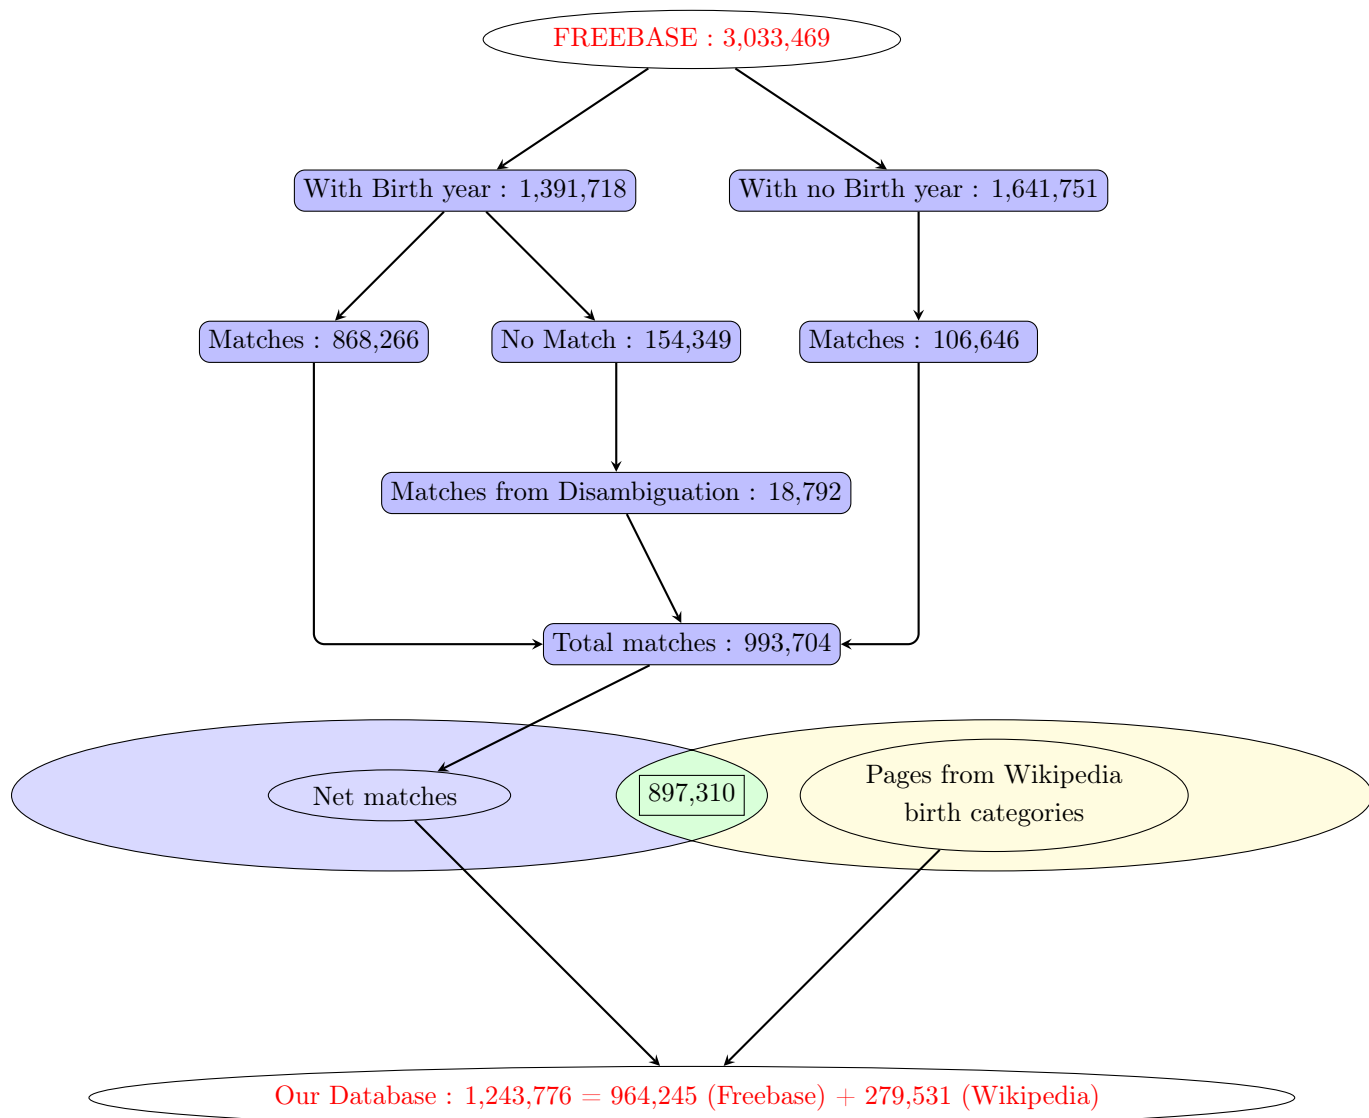 FREEBASE : 3,033,469
With Birth year : 1,391,718
With no Birth year : 1,641,751
Matches : 868,266
No Match : 154,349
Matches : 106,646
Matches from Disambiguation : 18,792
Total matches : 993,704
Net matches
897,310
Pages from Wikipedia
birth categories
Our Database : 1,243,776 = 964,245 (Freebase) + 279,531 (Wikipedia)